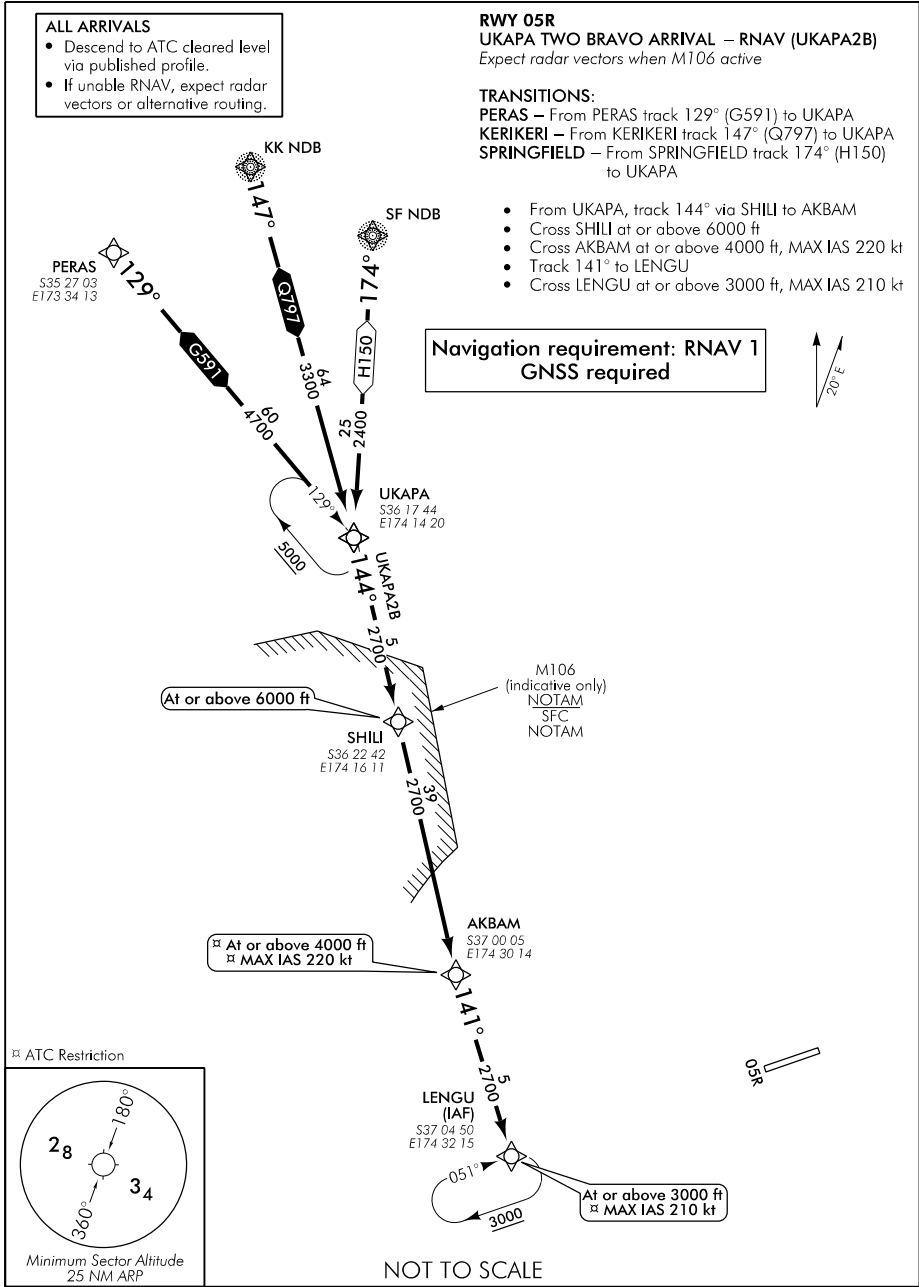 ALL ARRIVALS
• Descend to ATC cleared level
via published profile.
• If unable RNAV, expect radar
vectors or alternative routing.
RWY 05R
UKAPA TWO BRAVO ARRIVAL – RNAV (UKAPA2B)
Expect radar vectors when M106 active
TRANSITIONS:
PERAS – From PERAS track 129° (G591) to UKAPA
KERIKERI – From KERIKERI track 147° (Q797) to UKAPA
SPRINGFIELD – From SPRINGFIELD track 174° (H150)
to UKAPA
• From UKAPA, track 144° via SHILI to AKBAM
• Cross SHILI at or above 6000 ft
• Cross AKBAM at or above 4000 ft, MAX IAS 220 kt
• Track 141° to LENGU
• Cross LENGU at or above 3000 ft, MAX IAS 210 kt
Navigation requirement: RNAV 1
GNSS required
20° E
KK NDB
147°
Q797
64
3300
SF NDB
174°
H150
25
2400
PERAS
S35 27 03
E173 34 13
129°
G591
60
4700
129°
5000
UKAPA
S36 17 44
E174 14 20
UKAPA2B
144°
5
2700
M106
(indicative only)
NOTAM
SFC
NOTAM
At or above 6000 ft
SHILI
S36 22 42
E174 16 11
39
2700
AKBAM
S37 00 05
E174 30 14
¤ At or above 4000 ft
¤ MAX IAS 220 kt
141°
5
2700
05R
LENGU
(IAF)
S37 04 50
E174 32 15
051°
3000
At or above 3000 ft
¤ MAX IAS 210 kt
¤ ATC Restriction
180°
28
34
360°
Minimum Sector Altitude
25 NM ARP
NOT TO SCALE